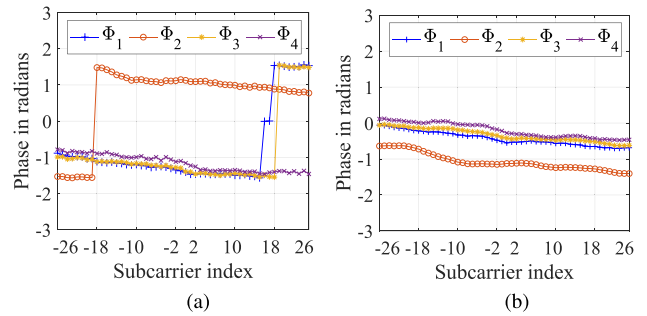 Φ1 Φ2 Φ3 Φ4
Phase in radians
3
2
1
0
-1
-2
-3
-26 -18 -10 -2 2 10 18 26
Subcarrier index
(a)
Φ1 Φ2 Φ3 Φ4
Phase in radians
3
2
1
0
-1
-2
-3
-26 -18 -10 -2 2 10 18 26
Subcarrier index
(b)